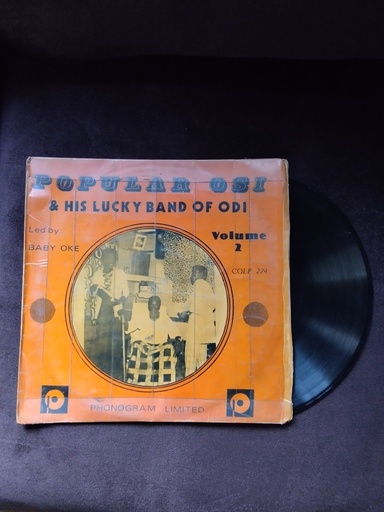 POPULAR OSI
& HIS LUCKY BAND OF ODI
Led by
BABY OKE
Volume
2
COLP 274
PHONOGRAM LIMITED